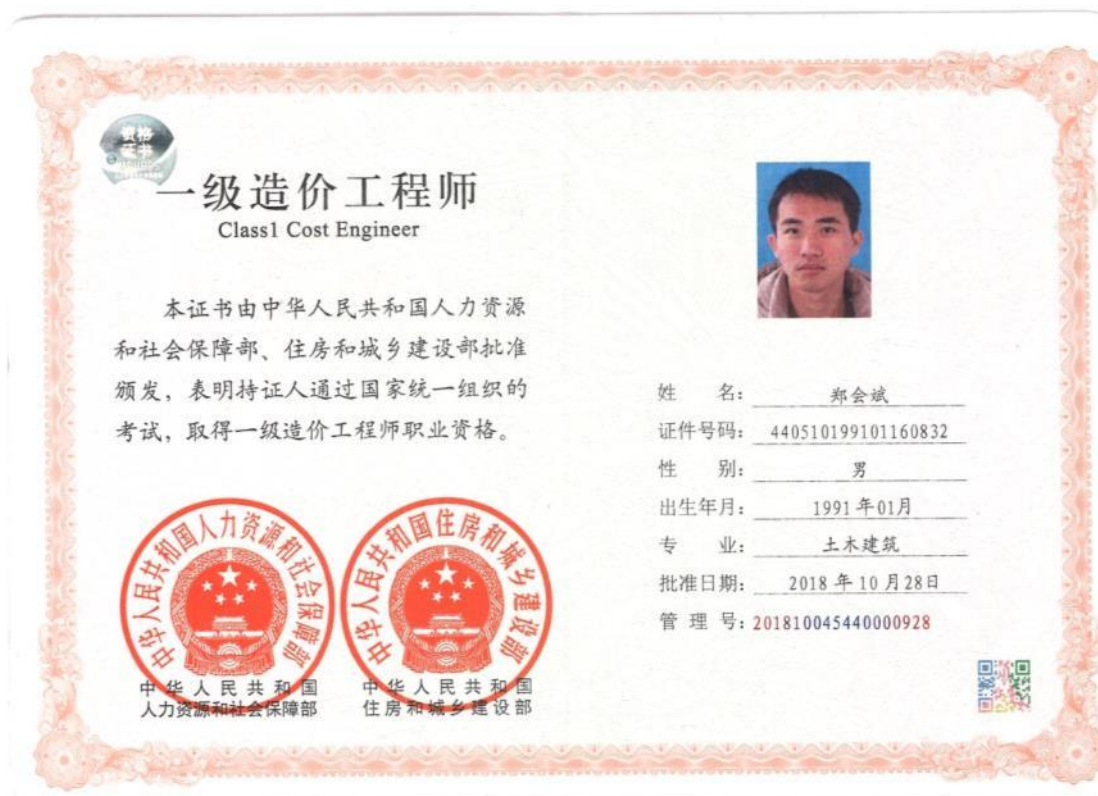 资格
证书
一级造价工程师
Class1 Cost Engineer
本证书由中华人民共和国人力资源
和社会保障部、住房和城乡建设部批准
颁发，表明持证人通过国家统一组织的
考试，取得一级造价工程师职业资格。
中华人民共和国人力资源和社会保障部
中华人民共和国住房和城乡建设部
中华人民共和国
人力资源和社会保障部
中华人民共和国
住房和城乡建设部
姓 名： 郑会斌
证件号码： 440510199101160832
性 别： 男
出生年月： 1991年01月
专 业： 土木建筑
批准日期： 2018年10月28日
管 理 号：201810045440000928